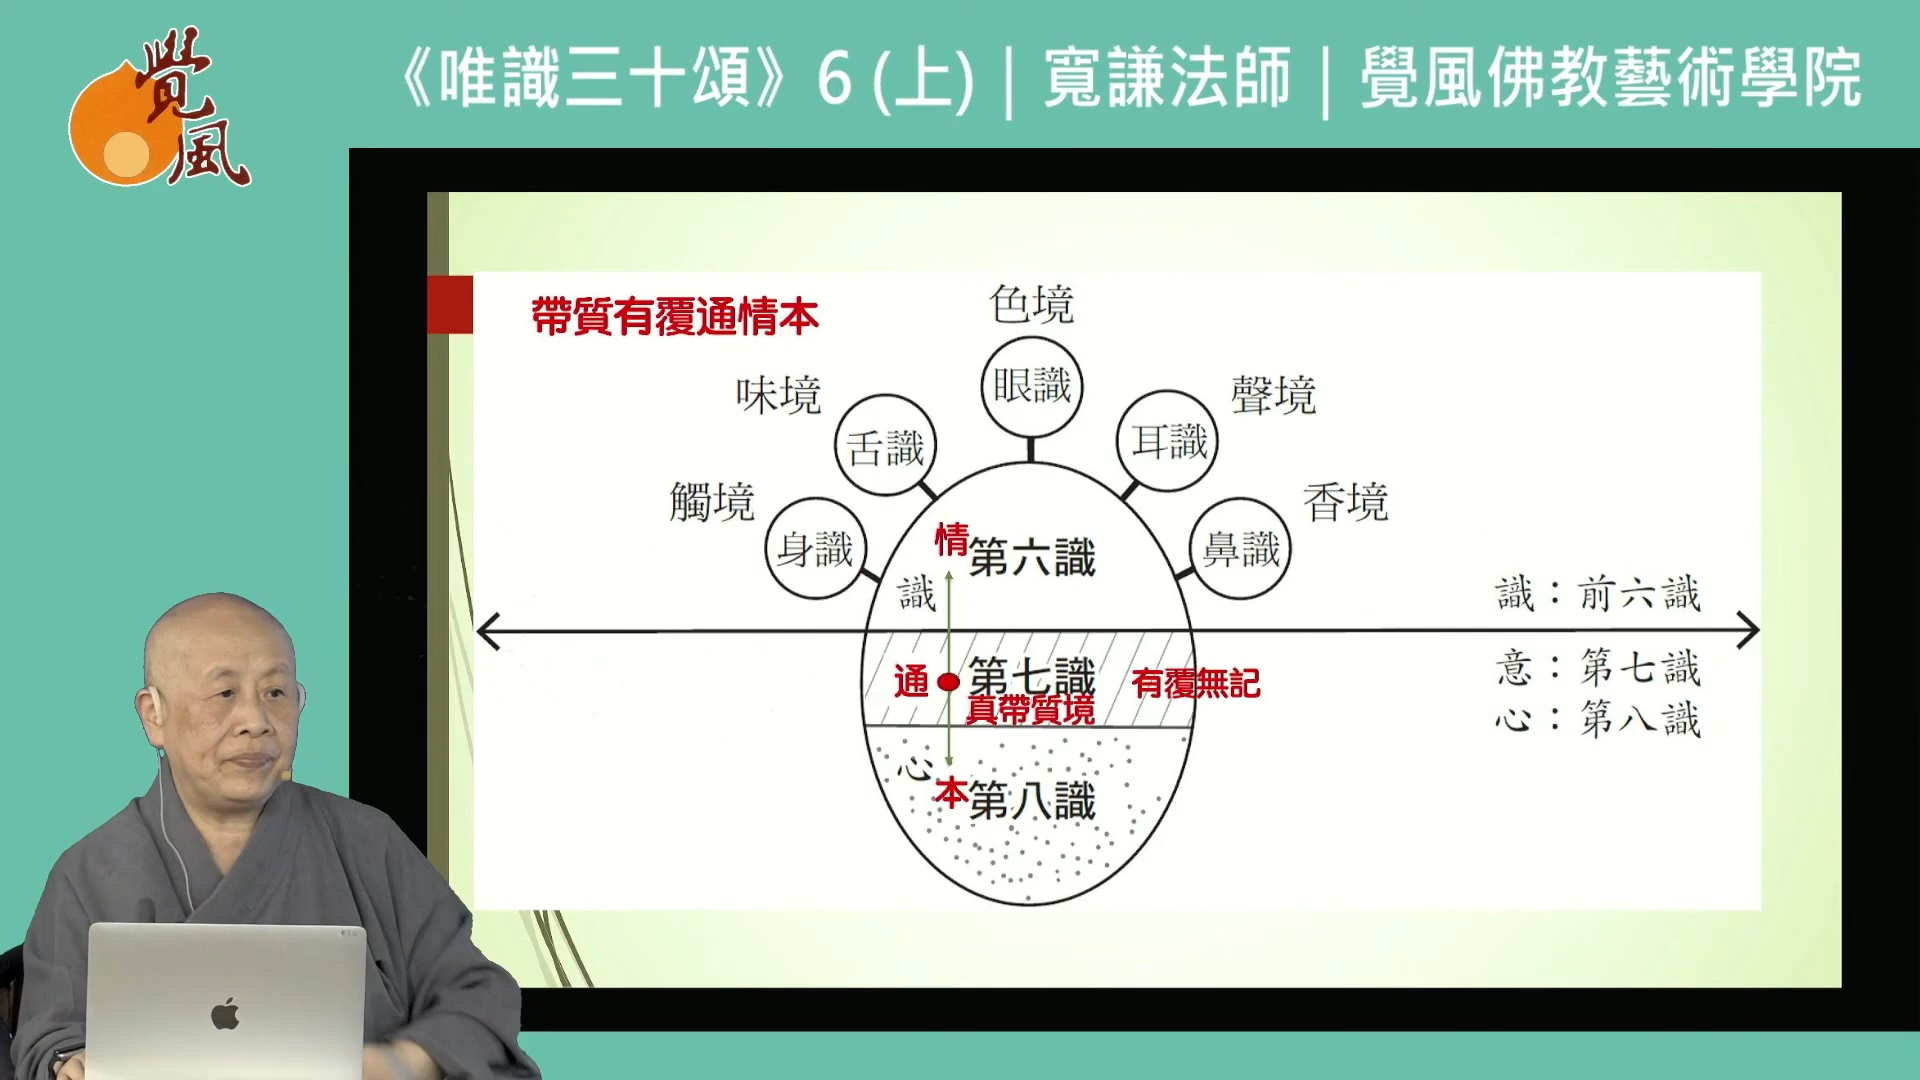 覺風
《唯識三十頌》6 (上)｜寬謙法師｜覺風佛教藝術學院
帶質有覆通情本
色境
眼識
味境
舌識
聲境
耳識
觸境
身識
香境
鼻識
情
第六識
識
識：前六識
通
第七識
真帶質境
有覆無記
意：第七識
心：第八識
心
本
第八識